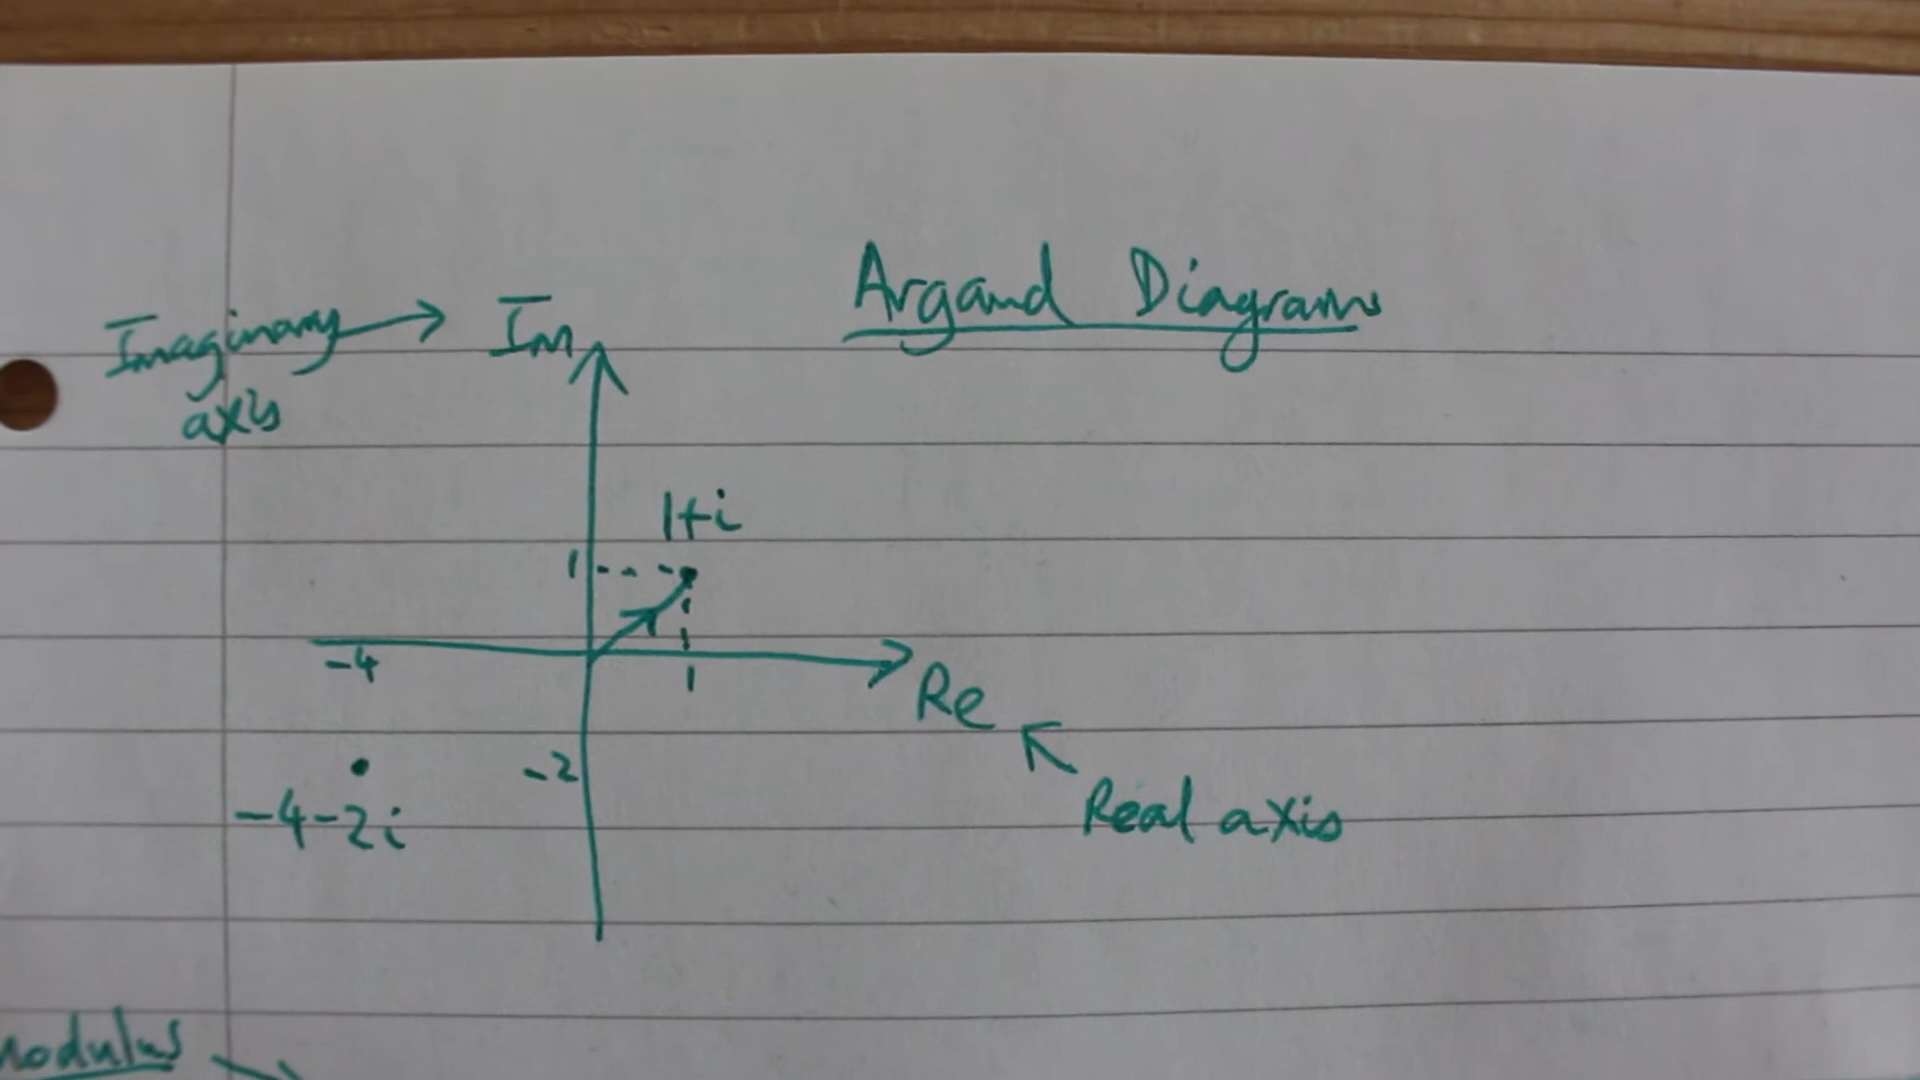 Argand Diagrams
Imaginary
axis
Im
1+i
1
-4
1
Re
-2
-4-2i
Real axis
Modulus